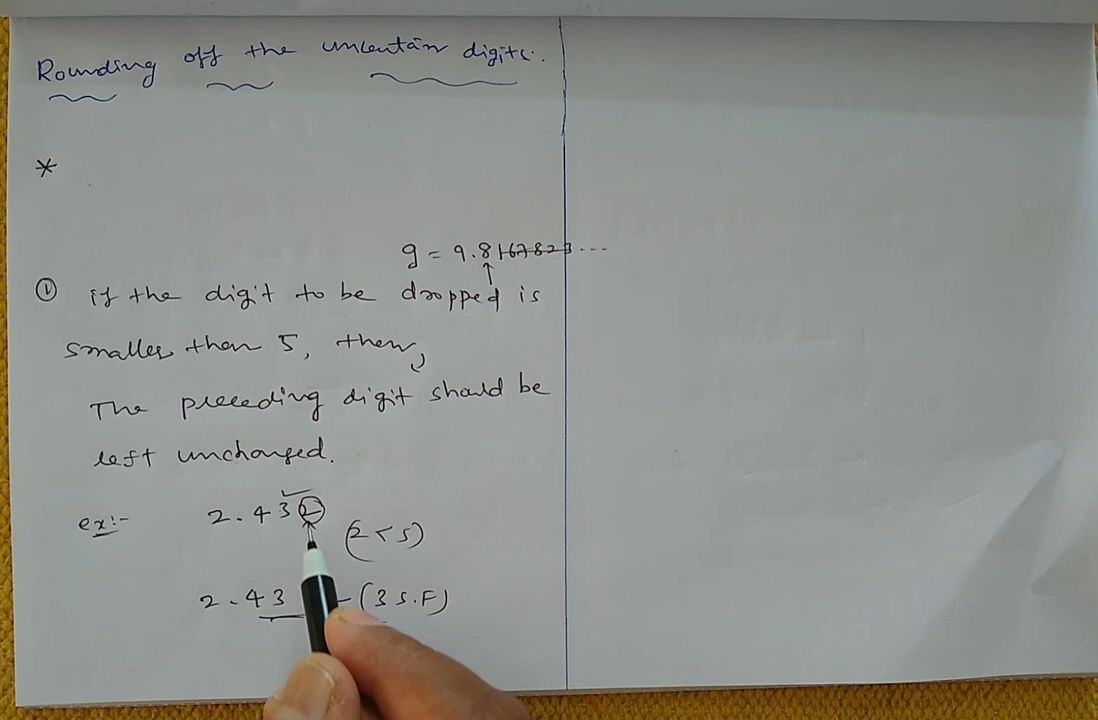 Rounding off the uncertain digits.
*
g = 9.8167823...
① if the digit to be dropped is
smaller than 5, then,
The preceding digit should be
left unchanged.
ex:- 2.432 (2<5)
2.43 - (3 S.F)